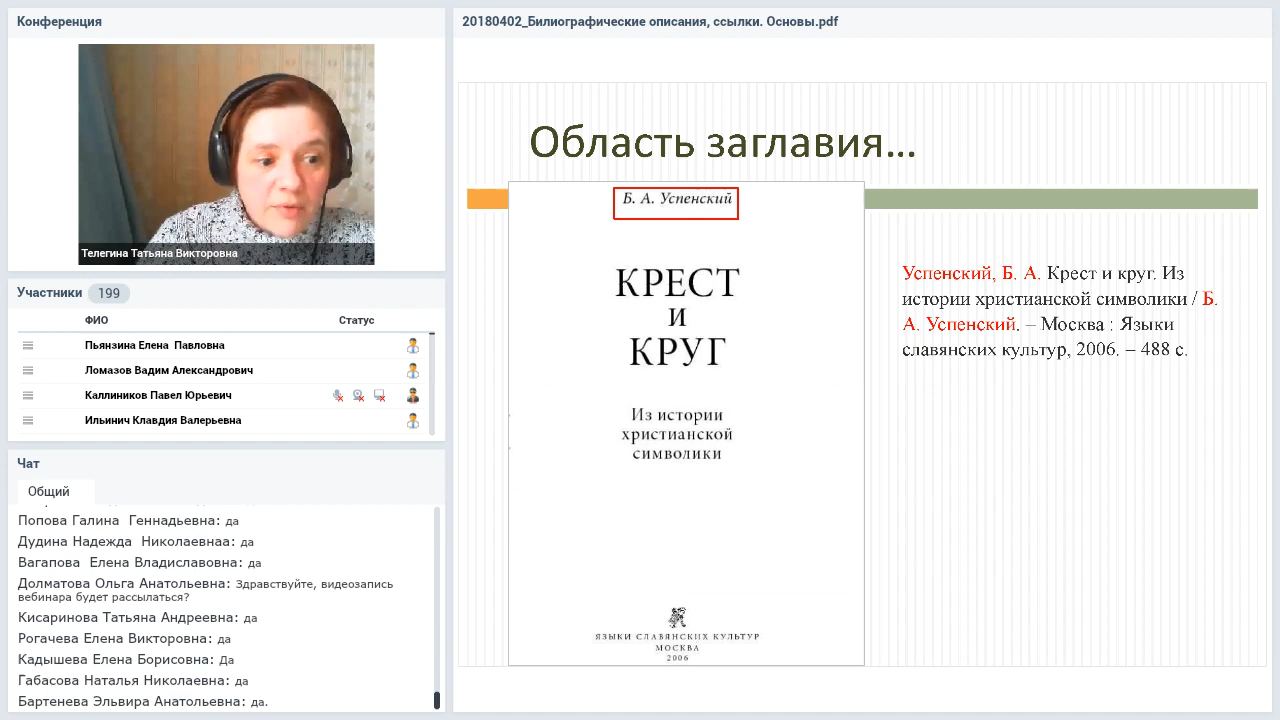 Конференция
Телегина Татьяна Викторовна
Участники 199
ФИО Статус
Пьянзина Елена Павловна
Ломазов Вадим Александрович
Каллиников Павел Юрьевич
Ильинич Клавдия Валерьевна
Чат
Общий
Попова Галина Геннадьевна: да
Дудина Надежда Николаевнаа: да
Вагапова Елена Владиславовна: да
Долматова Ольга Анатольевна: Здравствуйте, видеозапись
вебинара будет рассылаться?
Кисаринова Татьяна Андреевна: да
Рогачева Елена Викторовна: да
Кадышева Елена Борисовна: Да
Габасова Наталья Николаевна: да
Бартенева Эльвира Анатольевна: да.
20180402_Билиографические описания, ссылки. Основы.pdf
Область заглавия...
Б. А. Успенский
КРЕСТ
И
КРУГ
Из истории
христианской
символики
ЯЗЫКИ СЛАВЯНСКИХ КУЛЬТУР
МОСКВА
2006
Успенский, Б. А. Крест и круг. Из
истории христианской символики / Б.
А. Успенский. – Москва : Языки
славянских культур, 2006. – 488 с.